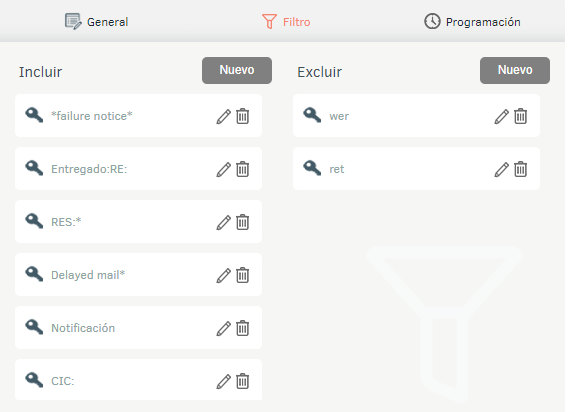 General
Filtro
Programación
Incluir
Nuevo
*failure notice*
Entregado:RE:
RES:*
Delayed mail*
Notificación
CIC:
Excluir
Nuevo
wer
ret